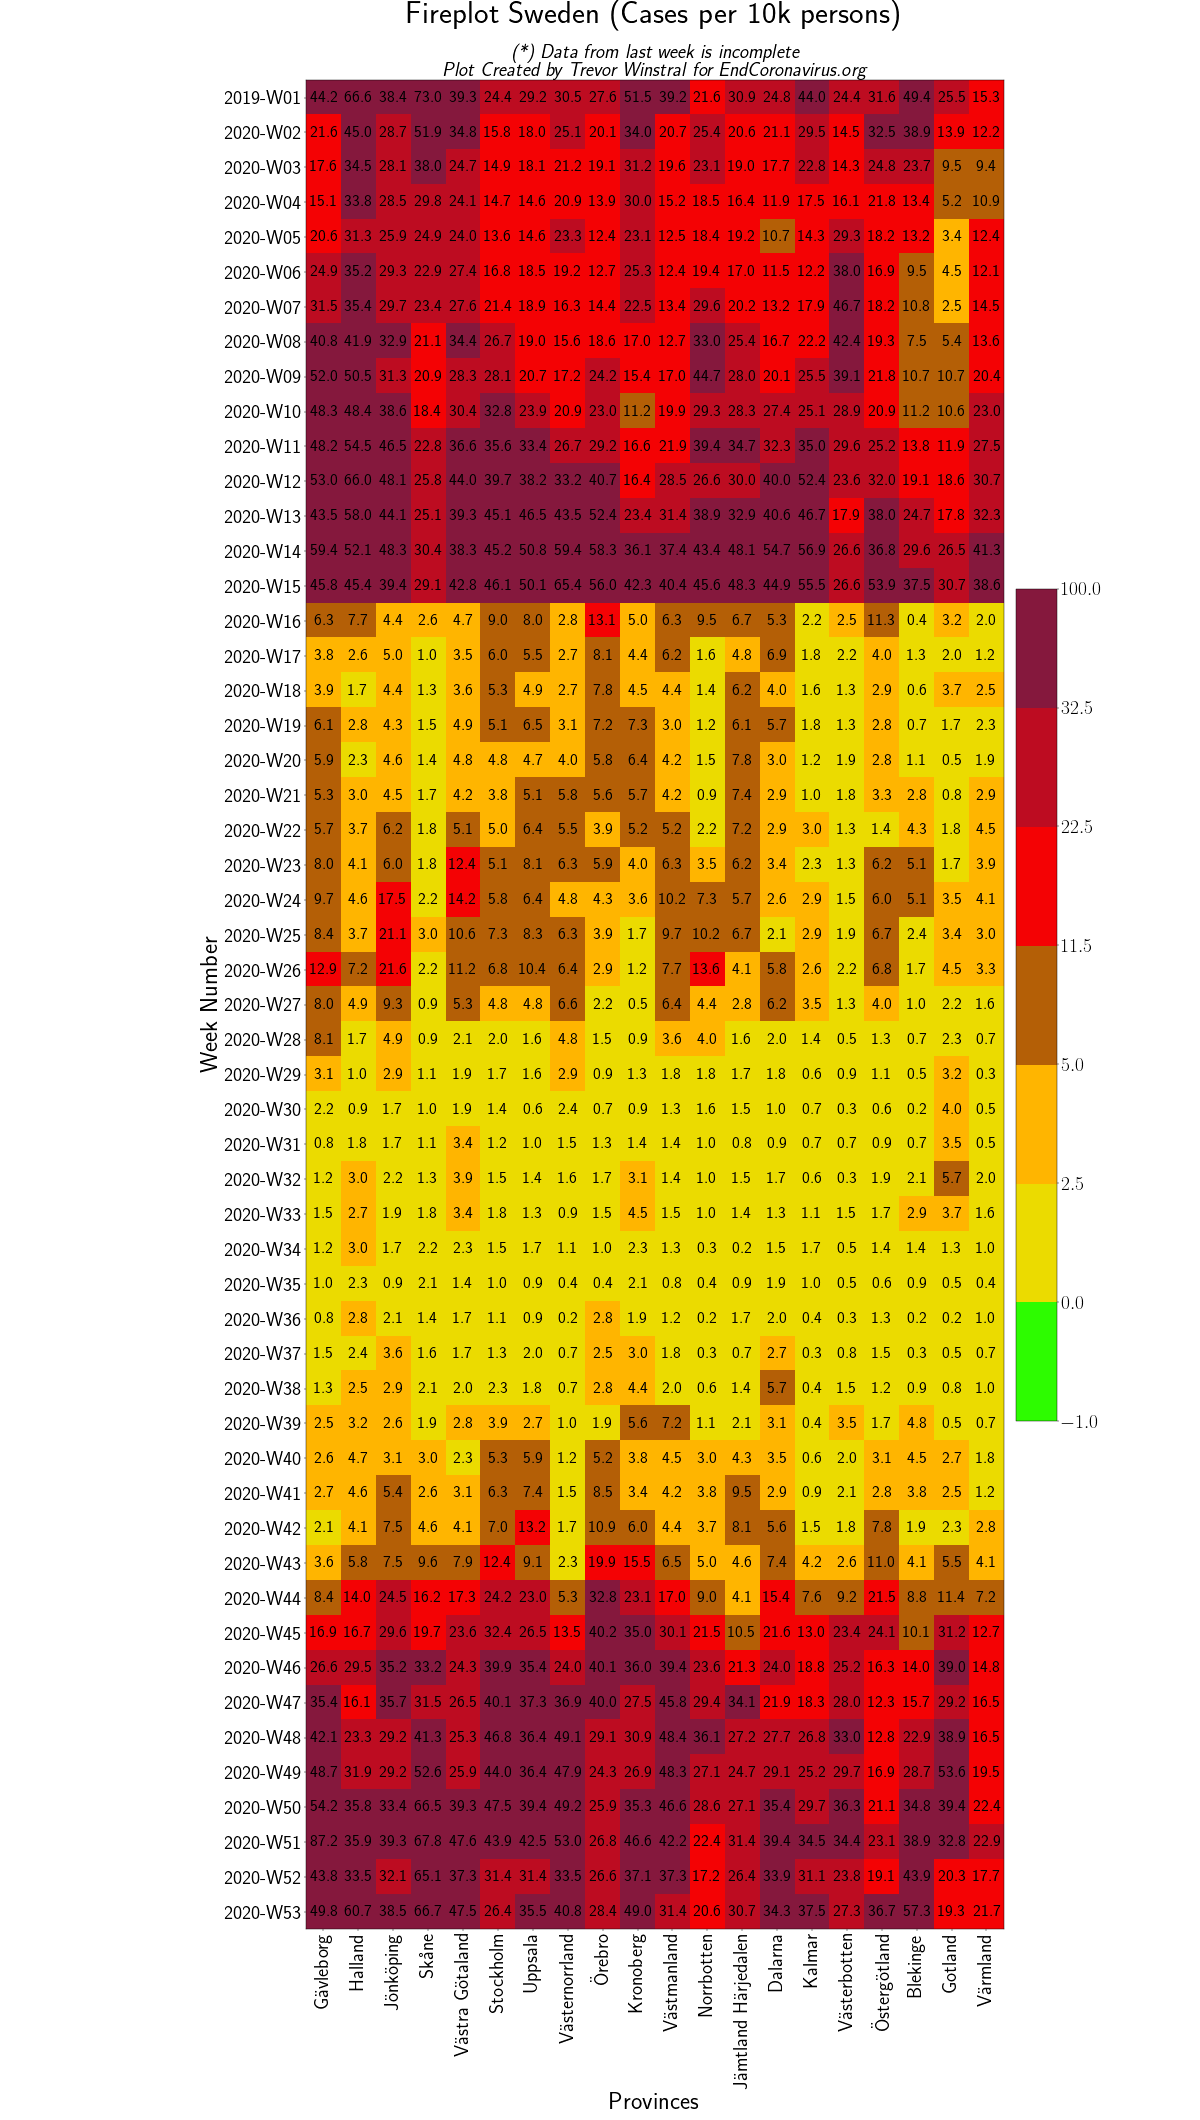 Fireplot Sweden (Cases per 10k persons)
(*) Data from last week is incomplete
Plot Created by Trevor Winstral for EndCoronavirus.org
2019-W01 44.2 66.6 38.4 73.0 39.3 24.4 29.2 30.5 27.6 51.5 39.2 21.6 30.9 24.8 44.0 24.4 31.6 49.4 25.5 15.3
2020-W02 21.6 45.0 28.7 51.9 34.8 15.8 18.0 25.1 20.1 34.0 20.7 25.4 20.6 21.1 29.5 14.5 32.5 38.9 13.9 12.2
2020-W03 17.6 34.5 28.1 38.0 24.7 14.9 18.1 21.2 19.1 31.2 19.6 23.1 19.0 17.7 22.8 14.3 24.8 23.7 9.5 9.4
2020-W04 15.1 33.8 28.5 29.8 24.1 14.7 14.6 20.9 13.9 30.0 15.2 18.5 16.4 11.9 17.5 16.1 21.8 13.4 5.2 10.9
2020-W05 20.6 31.3 25.9 24.9 24.0 13.6 14.6 23.3 12.4 23.1 12.5 18.4 19.2 10.7 14.3 29.3 18.2 13.2 3.4 12.4
2020-W06 24.9 35.2 29.3 22.9 27.4 16.8 18.5 19.2 12.7 25.3 12.4 19.4 17.0 11.5 12.2 38.0 16.9 9.5 4.5 12.1
2020-W07 31.5 35.4 29.7 23.4 27.6 21.4 18.9 16.3 14.4 22.5 13.4 29.6 20.2 13.2 17.9 46.7 18.2 10.8 2.5 14.5
2020-W08 40.8 41.9 32.9 21.1 34.4 26.7 19.0 15.6 18.6 17.0 12.7 33.0 25.4 16.7 22.2 42.4 19.3 7.5 5.4 13.6
2020-W09 52.0 50.5 31.3 20.9 28.3 28.1 20.7 17.2 24.2 15.4 17.0 44.7 28.0 20.1 25.5 39.1 21.8 10.7 10.7 20.4
2020-W10 48.3 48.4 38.6 18.4 30.4 32.8 23.9 20.9 23.0 11.2 19.9 29.3 28.3 27.4 25.1 28.9 20.9 11.2 10.6 23.0
2020-W11 48.2 54.5 46.5 22.8 36.6 35.6 33.4 26.7 29.2 16.6 21.9 39.4 34.7 32.3 35.0 29.6 25.2 13.8 11.9 27.5
2020-W12 53.0 66.0 48.1 25.8 44.0 39.7 38.2 33.2 40.7 16.4 28.5 26.6 30.0 40.0 52.4 23.6 32.0 19.1 18.6 30.7
2020-W13 43.5 58.0 44.1 25.1 39.3 45.1 46.5 43.5 52.4 23.4 31.4 38.9 32.9 40.6 46.7 17.9 38.0 24.7 17.8 32.3
2020-W14 59.4 52.1 48.3 30.4 38.3 45.2 50.8 59.4 58.3 36.1 37.4 43.4 48.1 54.7 56.9 26.6 36.8 29.6 26.5 41.3
2020-W15 45.8 45.4 39.4 29.1 42.8 46.1 50.1 65.4 56.0 42.3 40.4 45.6 48.3 44.9 55.5 26.6 53.9 37.5 30.7 38.6
2020-W16 6.3 7.7 4.4 2.6 4.7 9.0 8.0 2.8 13.1 5.0 6.3 9.5 6.7 5.3 2.2 2.5 11.3 0.4 3.2 2.0
2020-W17 3.8 2.6 5.0 1.0 3.5 6.0 5.5 2.7 8.1 4.4 6.2 1.6 4.8 6.9 1.8 2.2 4.0 1.3 2.0 1.2
2020-W18 3.9 1.7 4.4 1.3 3.6 5.3 4.9 2.7 7.8 4.5 4.4 1.4 6.2 4.0 1.6 1.3 2.9 0.6 3.7 2.5
2020-W19 6.1 2.8 4.3 1.5 4.9 5.1 6.5 3.1 7.2 7.3 3.0 1.2 6.1 5.7 1.8 1.3 2.8 0.7 1.7 2.3
2020-W20 5.9 2.3 4.6 1.4 4.8 4.8 4.7 4.0 5.8 6.4 4.2 1.5 7.8 3.0 1.2 1.9 2.8 1.1 0.5 1.9
2020-W21 5.3 3.0 4.5 1.7 4.2 3.8 5.1 5.8 5.6 5.7 4.2 0.9 7.4 2.9 1.0 1.8 3.3 2.8 0.8 2.9
2020-W22 5.7 3.7 6.2 1.8 5.1 5.0 6.4 5.5 3.9 5.2 5.2 2.2 7.2 2.9 3.0 1.3 1.4 4.3 1.8 4.5
2020-W23 8.0 4.1 6.0 1.8 12.4 5.1 8.1 6.3 5.9 4.0 6.3 3.5 6.2 3.4 2.3 1.3 6.2 5.1 1.7 3.9
2020-W24 9.7 4.6 17.5 2.2 14.2 5.8 6.4 4.8 4.3 3.6 10.2 7.3 5.7 2.6 2.9 1.5 6.0 5.1 3.5 4.1
2020-W25 8.4 3.7 21.1 3.0 10.6 7.3 8.3 6.3 3.9 1.7 9.7 10.2 6.7 2.1 2.9 1.9 6.7 2.4 3.4 3.0
2020-W26 12.9 7.2 21.6 2.2 11.2 6.8 10.4 6.4 2.9 1.2 7.7 13.6 4.1 5.8 2.6 2.2 6.8 1.7 4.5 3.3
2020-W27 8.0 4.9 9.3 0.9 5.3 4.8 4.8 6.6 2.2 0.5 6.4 4.4 2.8 6.2 3.5 1.3 4.0 1.0 2.2 1.6
2020-W28 8.1 1.7 4.9 0.9 2.1 2.0 1.6 4.8 1.5 0.9 3.6 4.0 1.6 2.0 1.4 0.5 1.3 0.7 2.3 0.7
2020-W29 3.1 1.0 2.9 1.1 1.9 1.7 1.6 2.9 0.9 1.3 1.8 1.8 1.7 1.8 0.6 0.9 1.1 0.5 3.2 0.3
2020-W30 2.2 0.9 1.7 1.0 1.9 1.4 0.6 2.4 0.7 0.9 1.3 1.6 1.5 1.0 0.7 0.3 0.6 0.2 4.0 0.5
2020-W31 0.8 1.8 1.7 1.1 3.4 1.2 1.0 1.5 1.3 1.4 1.4 1.0 0.8 0.9 0.7 0.7 0.9 0.7 3.5 0.5
2020-W32 1.2 3.0 2.2 1.3 3.9 1.5 1.4 1.6 1.7 3.1 1.4 1.0 1.5 1.7 0.6 0.3 1.9 2.1 5.7 2.0
2020-W33 1.5 2.7 1.9 1.8 3.4 1.8 1.3 0.9 1.5 4.5 1.5 1.0 1.4 1.3 1.1 1.5 1.7 2.9 3.7 1.6
2020-W34 1.2 3.0 1.7 2.2 2.3 1.5 1.7 1.1 1.0 2.3 1.3 0.3 0.2 1.5 1.7 0.5 1.4 1.4 1.3 1.0
2020-W35 1.0 2.3 0.9 2.1 1.4 1.0 0.9 0.4 0.4 2.1 0.8 0.4 0.9 1.9 1.0 0.5 0.6 0.9 0.5 0.4
2020-W36 0.8 2.8 2.1 1.4 1.7 1.1 0.9 0.2 2.8 1.9 1.2 0.2 1.7 2.0 0.4 0.3 1.3 0.2 0.2 1.0
2020-W37 1.5 2.4 3.6 1.6 1.7 1.3 2.0 0.7 2.5 3.0 1.8 0.3 0.7 2.7 0.3 0.8 1.5 0.3 0.5 0.7
2020-W38 1.3 2.5 2.9 2.1 2.0 2.3 1.8 0.7 2.8 4.4 2.0 0.6 1.4 5.7 0.4 1.5 1.2 0.9 0.8 1.0
2020-W39 2.5 3.2 2.6 1.9 2.8 3.9 2.7 1.0 1.9 5.6 7.2 1.1 2.1 3.1 0.4 3.5 1.7 4.8 0.5 0.7
2020-W40 2.6 4.7 3.1 3.0 2.3 5.3 5.9 1.2 5.2 3.8 4.5 3.0 4.3 3.5 0.6 2.0 3.1 4.5 2.7 1.8
2020-W41 2.7 4.6 5.4 2.6 3.1 6.3 7.4 1.5 8.5 3.4 4.2 3.8 9.5 2.9 0.9 2.1 2.8 3.8 2.5 1.2
2020-W42 2.1 4.1 7.5 4.6 4.1 7.0 13.2 1.7 10.9 6.0 4.4 3.7 8.1 5.6 1.5 1.8 7.8 1.9 2.3 2.8
2020-W43 3.6 5.8 7.5 9.6 7.9 12.4 9.1 2.3 19.9 15.5 6.5 5.0 4.6 7.4 4.2 2.6 11.0 4.1 5.5 4.1
2020-W44 8.4 14.0 24.5 16.2 17.3 24.2 23.0 5.3 32.8 23.1 17.0 9.0 4.1 15.4 7.6 9.2 21.5 8.8 11.4 7.2
2020-W45 16.9 16.7 29.6 19.7 23.6 32.4 26.5 13.5 40.2 35.0 30.1 21.5 10.5 21.6 13.0 23.4 24.1 10.1 31.2 12.7
2020-W46 26.6 29.5 35.2 33.2 24.3 39.9 35.4 24.0 40.1 36.0 39.4 23.6 21.3 24.0 18.8 25.2 16.3 14.0 39.0 14.8
2020-W47 35.4 16.1 35.7 31.5 26.5 40.1 37.3 36.9 40.0 27.5 45.8 29.4 34.1 21.9 18.3 28.0 12.3 15.7 29.2 16.5
2020-W48 42.1 23.3 29.2 41.3 25.3 46.8 36.4 49.1 29.1 30.9 48.4 36.1 27.2 27.7 26.8 33.0 12.8 22.9 38.9 16.5
2020-W49 48.7 31.9 29.2 52.6 25.9 44.0 36.4 47.9 24.3 26.9 48.3 27.1 24.7 29.1 25.2 29.7 16.9 28.7 53.6 19.5
2020-W50 54.2 35.8 33.4 66.5 39.3 47.5 39.4 49.2 25.9 35.3 46.6 28.6 27.1 35.4 29.7 36.3 21.1 34.8 39.4 22.4
2020-W51 87.2 35.9 39.3 67.8 47.6 43.9 42.5 53.0 26.8 46.6 42.2 22.4 31.4 39.4 34.5 34.4 23.1 38.9 32.8 22.9
2020-W52 43.8 33.5 32.1 65.1 37.3 31.4 31.4 33.5 26.6 37.1 37.3 17.2 26.4 33.9 31.1 23.8 19.1 43.9 20.3 17.7
2020-W53 49.8 60.7 38.5 66.7 47.5 26.4 35.5 40.8 28.4 49.0 31.4 20.6 30.7 34.3 37.5 27.3 36.7 57.3 19.3 21.7
Week Number
Gävleborg
Halland
Jönköping
Skåne
Västra Götaland
Stockholm
Uppsala
Västernorrland
Örebro
Kronoberg
Västmanland
Norrbotten
Jämtland Härjedalen
Dalarna
Kalmar
Västerbotten
Östergötland
Blekinge
Gotland
Värmland
Provinces
100.0
32.5
22.5
11.5
5.0
2.5
0.0
−1.0